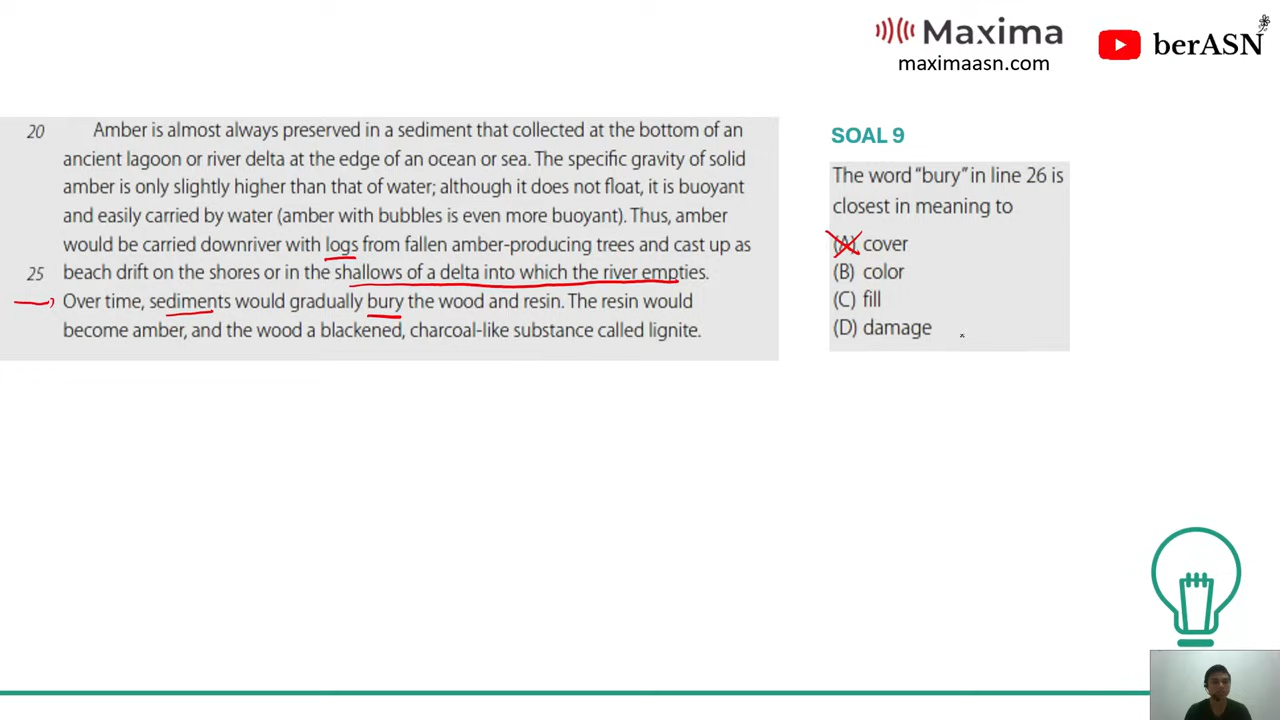 Maxima
maximaasn.com
berASN
20 Amber is almost always preserved in a sediment that collected at the bottom of an
ancient lagoon or river delta at the edge of an ocean or sea. The specific gravity of solid
amber is only slightly higher than that of water; although it does not float, it is buoyant
and easily carried by water (amber with bubbles is even more buoyant). Thus, amber
would be carried downriver with logs from fallen amber-producing trees and cast up as
25 beach drift on the shores or in the shallows of a delta into which the river empties.
Over time, sediments would gradually bury the wood and resin. The resin would
become amber, and the wood a blackened, charcoal-like substance called lignite.
SOAL 9
The word “bury” in line 26 is
closest in meaning to
(A) cover
(B) color
(C) fill
(D) damage